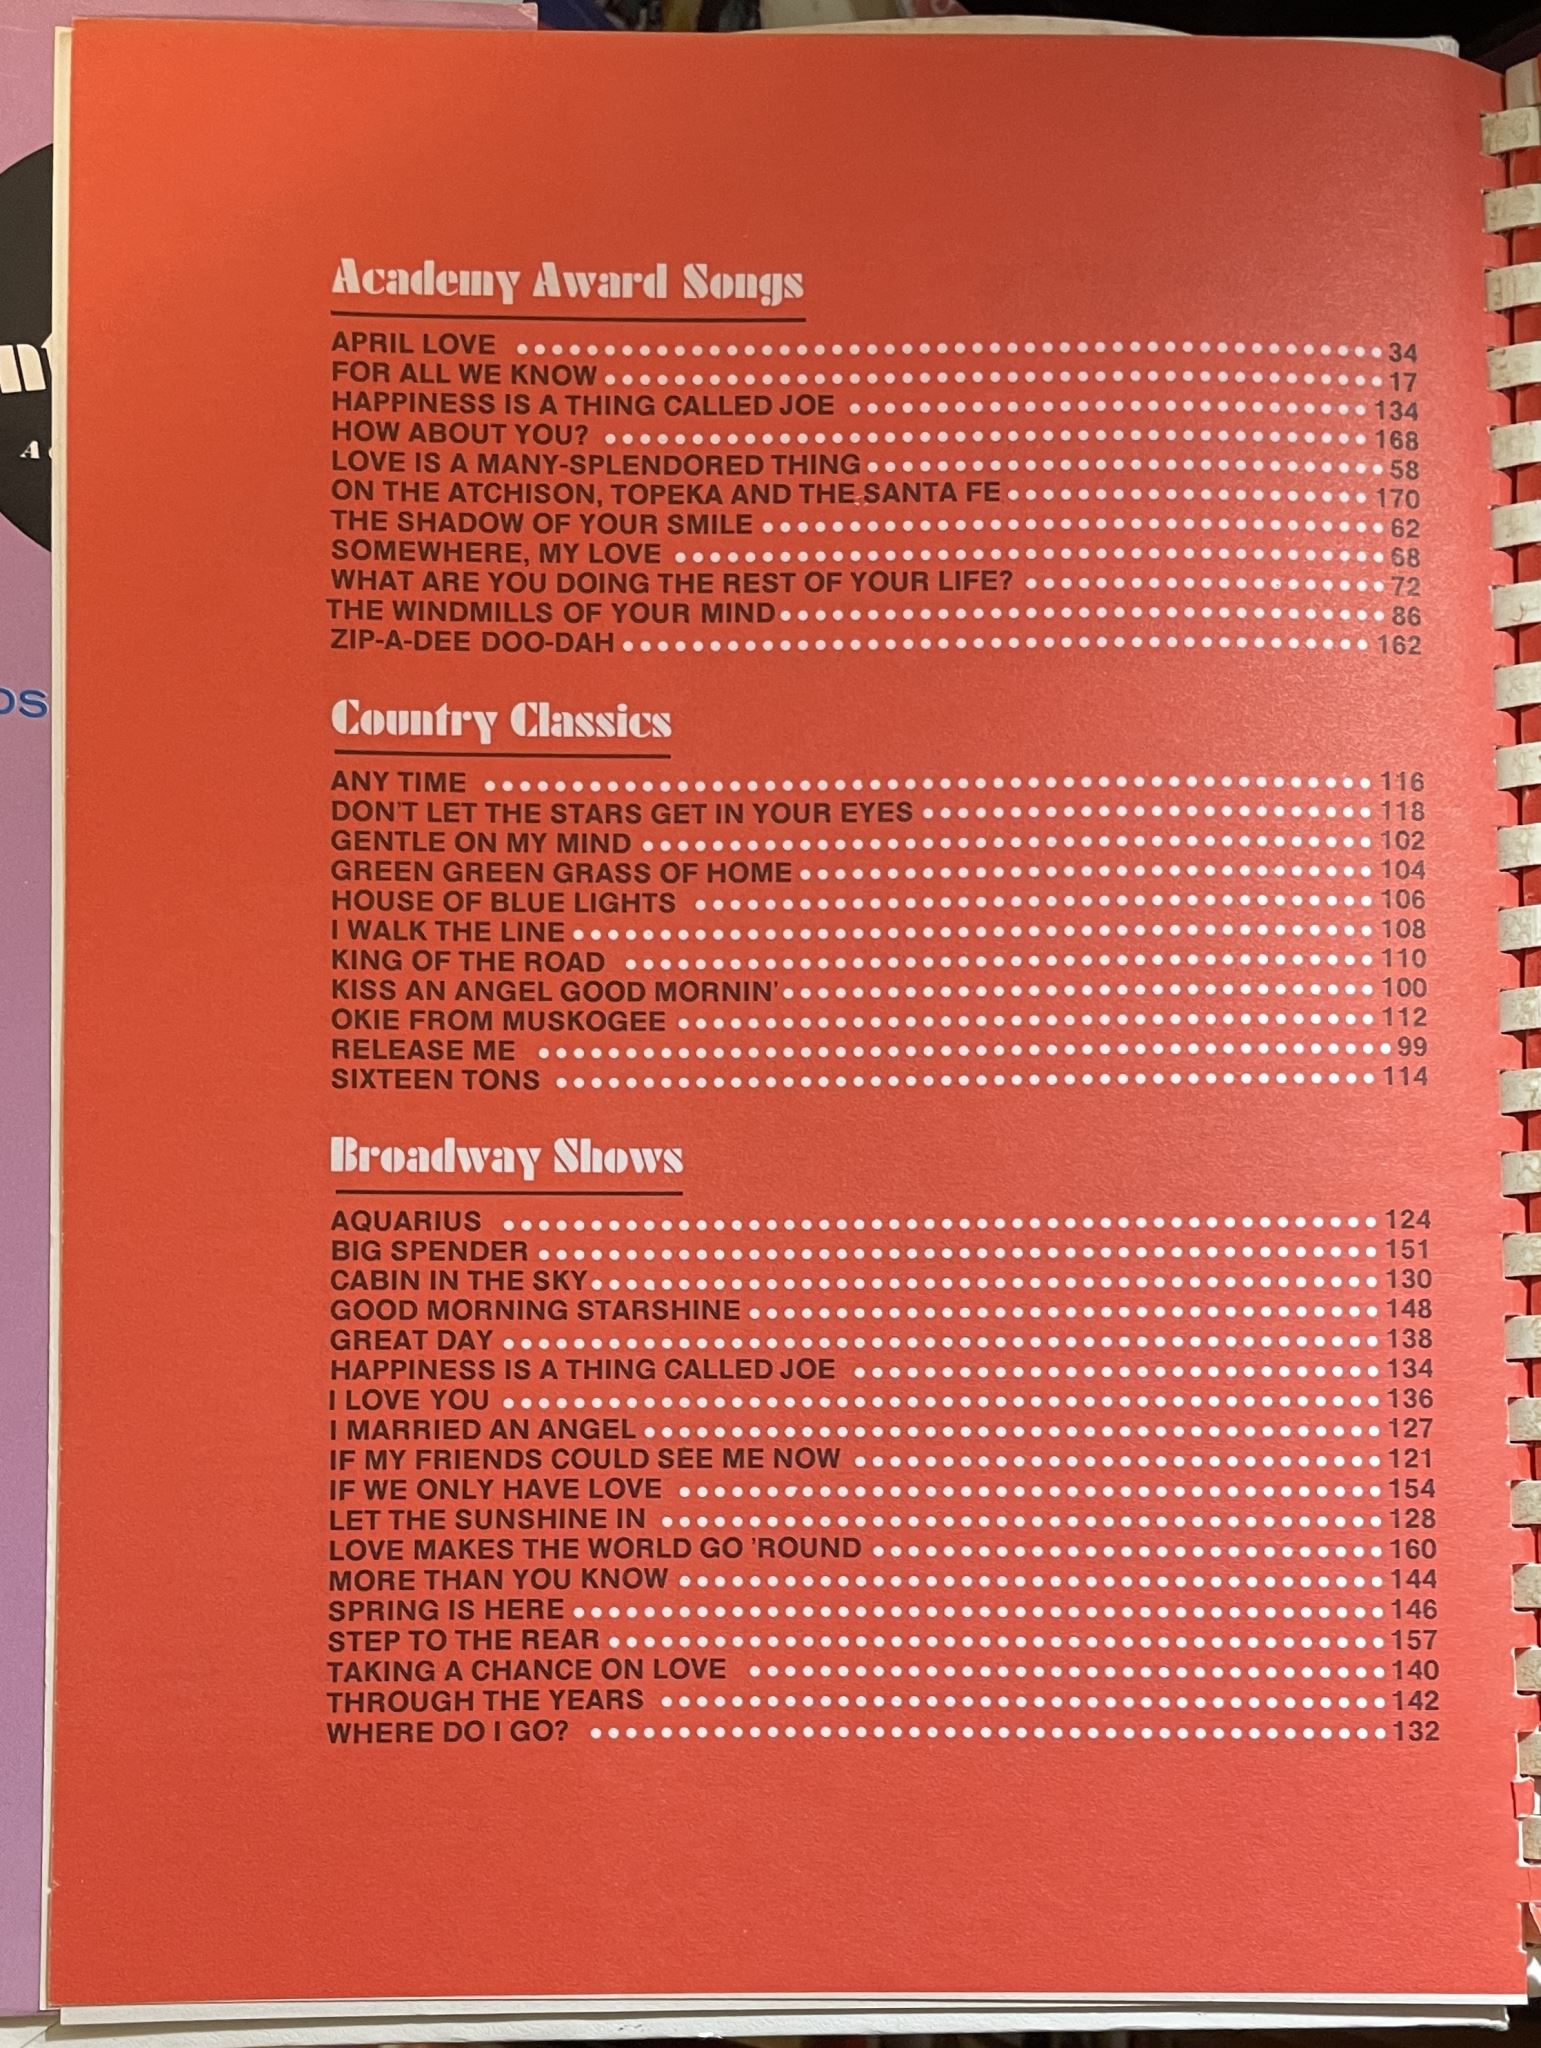 Academy Award Songs
APRIL LOVE 34
FOR ALL WE KNOW 17
HAPPINESS IS A THING CALLED JOE 134
HOW ABOUT YOU? 168
LOVE IS A MANY-SPLENDORED THING 58
ON THE ATCHISON, TOPEKA AND THE SANTA FE 170
THE SHADOW OF YOUR SMILE 62
SOMEWHERE, MY LOVE 68
WHAT ARE YOU DOING THE REST OF YOUR LIFE? 72
THE WINDMILLS OF YOUR MIND 86
ZIP-A-DEE DOO-DAH 162
Country Classics
ANY TIME 116
DON'T LET THE STARS GET IN YOUR EYES 118
GENTLE ON MY MIND 102
GREEN GREEN GRASS OF HOME 104
HOUSE OF BLUE LIGHTS 106
I WALK THE LINE 108
KING OF THE ROAD 110
KISS AN ANGEL GOOD MORNIN' 100
OKIE FROM MUSKOGEE 112
RELEASE ME 99
SIXTEEN TONS 114
Broadway Shows
AQUARIUS 124
BIG SPENDER 151
CABIN IN THE SKY 130
GOOD MORNING STARSHINE 148
GREAT DAY 138
HAPPINESS IS A THING CALLED JOE 134
I LOVE YOU 136
I MARRIED AN ANGEL 127
IF MY FRIENDS COULD SEE ME NOW 121
IF WE ONLY HAVE LOVE 154
LET THE SUNSHINE IN 128
LOVE MAKES THE WORLD GO 'ROUND 160
MORE THAN YOU KNOW 144
SPRING IS HERE 146
STEP TO THE REAR 157
TAKING A CHANCE ON LOVE 140
THROUGH THE YEARS 142
WHERE DO I GO? 132